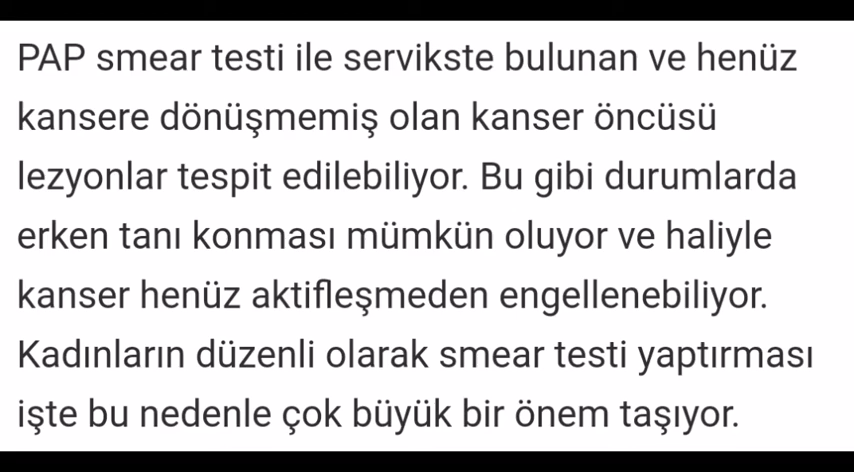 PAP smear testi ile servikste bulunan ve henüz
kansere dönüşmemiş olan kanser öncüsü
lezyonlar tespit edilebiliyor. Bu gibi durumlarda
erken tanı konması mümkün oluyor ve haliyle
kanser henüz aktifleşmeden engellenebiliyor.
Kadınların düzenli olarak smear testi yaptırması
işte bu nedenle çok büyük bir önem taşıyor.